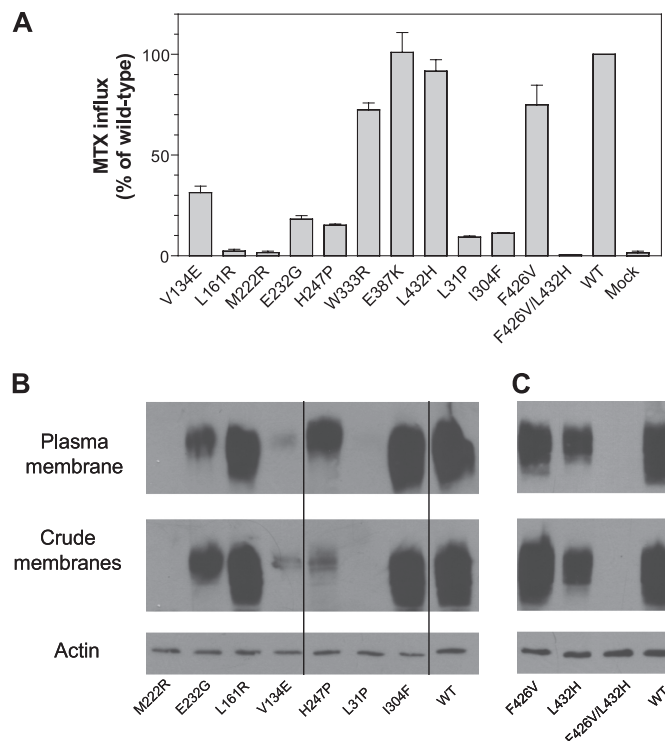 A
MTX influx
(% of wild-type)
100
50
0
V134E
L161R
M222R
E232G
H247P
W333R
E387K
L432H
L31P
I304F
F426V
F426V/L432H
WT
Mock
B
C
Plasma
membrane
Crude
membranes
Actin
M222R
E232G
L161R
V134E
H247P
L31P
I304F
WT
F426V
L432H
F426V/L432H
WT